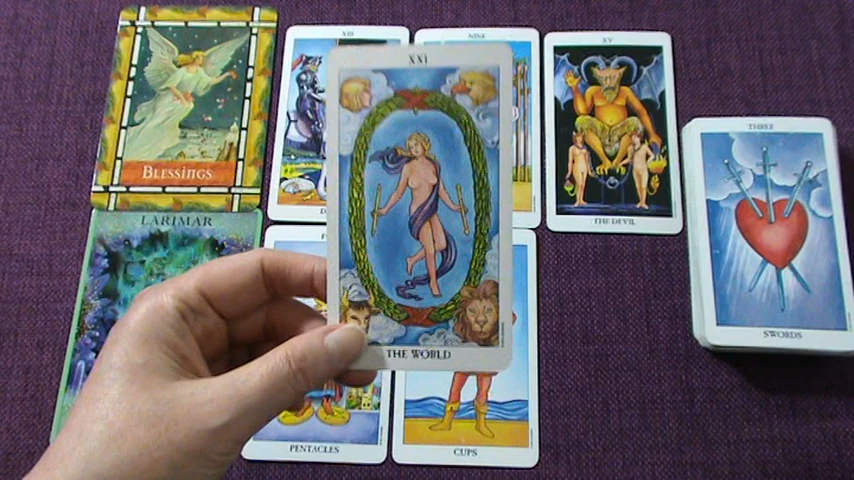 BLESSINGS
XIII
NINE
XV
THE DEVIL
THREE
SWORDS
LARIMAR
XXI
THE WORLD
PENTACLES
CUPS